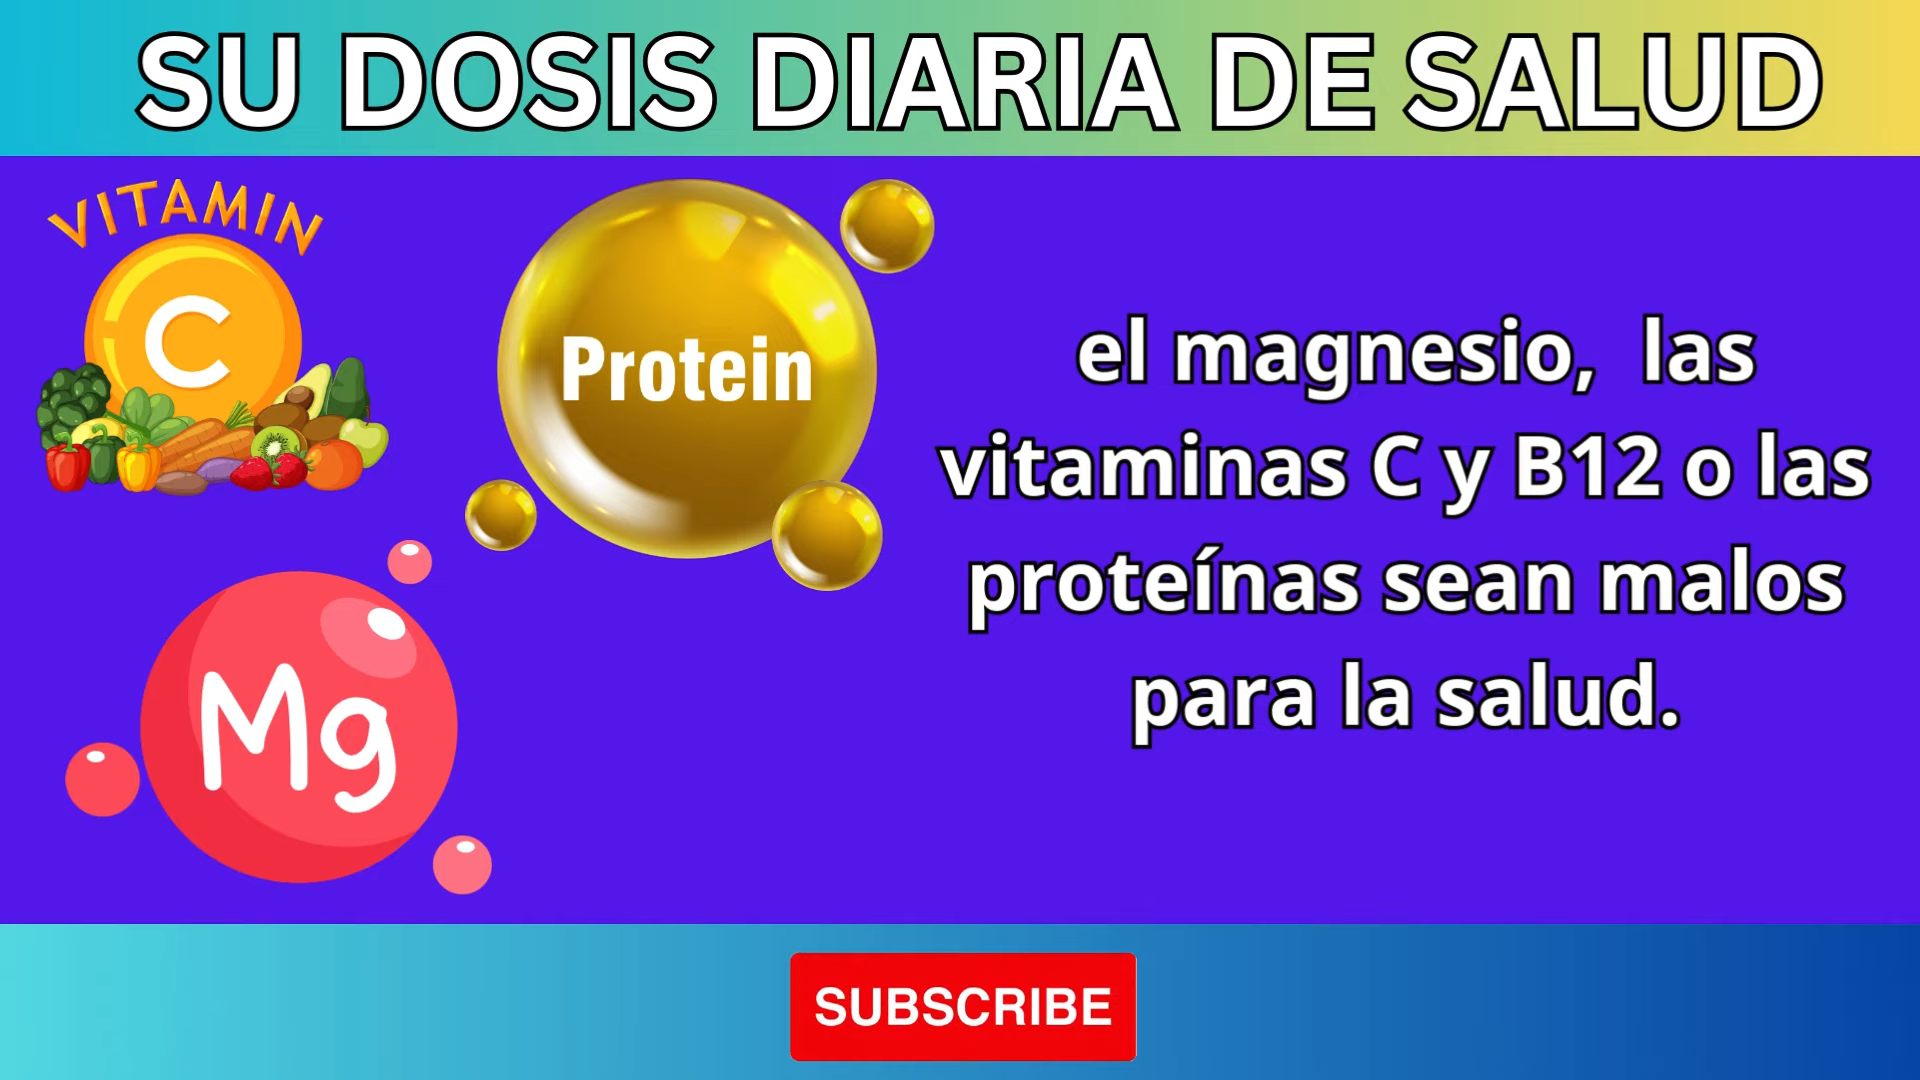 SU DOSIS DIARIA DE SALUD
VITAMIN
C
Protein
Mg
el magnesio, las
vitaminas C y B12 o las
proteínas sean malos
para la salud.
SUBSCRIBE